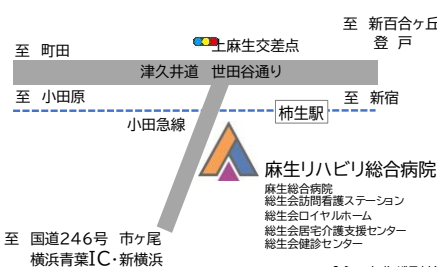 至 新百合ヶ丘
登 戸
至 町田
上麻生交差点
津久井道 世田谷通り
至 小田原
至 新宿
柿生駅
小田急線
麻生リハビリ総合病院
麻生総合病院
総生会訪問看護ステーション
総生会ロイヤルホーム
総生会居宅介護支援センター
総生会健診センター
至 国道246号 市ヶ尾
横浜青葉IC・新横浜